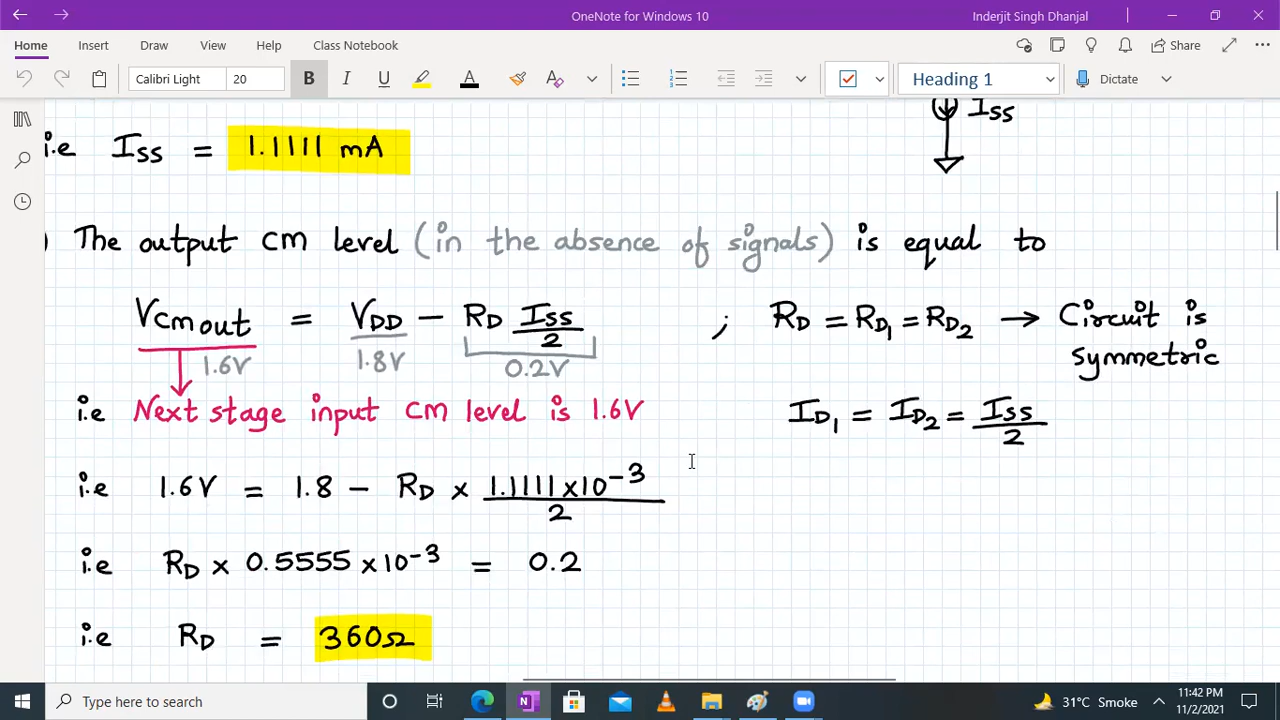 OneNote for Windows 10
Inderjit Singh Dhanjal
Home Insert Draw View Help Class Notebook
Share
Calibri Light 20 B I U A A Heading 1 Dictate
i.e ISS = 1.1111 mA
ISS
) The output CM level (in the absence of signals) is equal to
VCMout = VDD - RD ISS/2 ; RD = RD1 = RD2 → Circuit is symmetric
1.6V 1.8V 0.2V
i.e Next stage input CM level is 1.6V
ID1 = ID2 = ISS/2
i.e 1.6V = 1.8 - RD × 1.1111×10⁻³/2
i.e RD × 0.5555 ×10⁻³ = 0.2
i.e RD = 360Ω
Type here to search
31°C Smoke
11:42 PM
11/2/2021